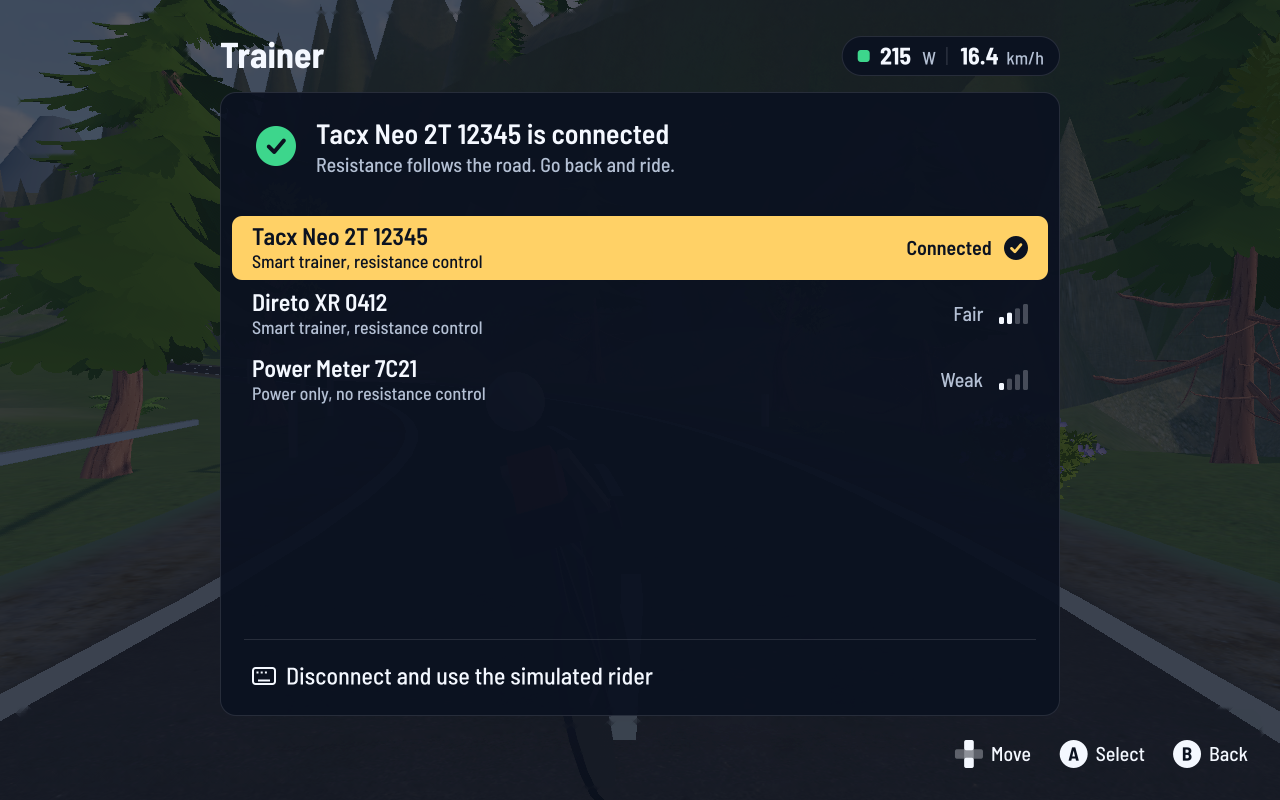 Trainer
215 W 16.4 km/h
Tacx Neo 2T 12345 is connected
Resistance follows the road. Go back and ride.
Tacx Neo 2T 12345
Smart trainer, resistance control
Connected
Direto XR 0412
Smart trainer, resistance control
Fair
Power Meter 7C21
Power only, no resistance control
Weak
Disconnect and use the simulated rider
Move A Select B Back